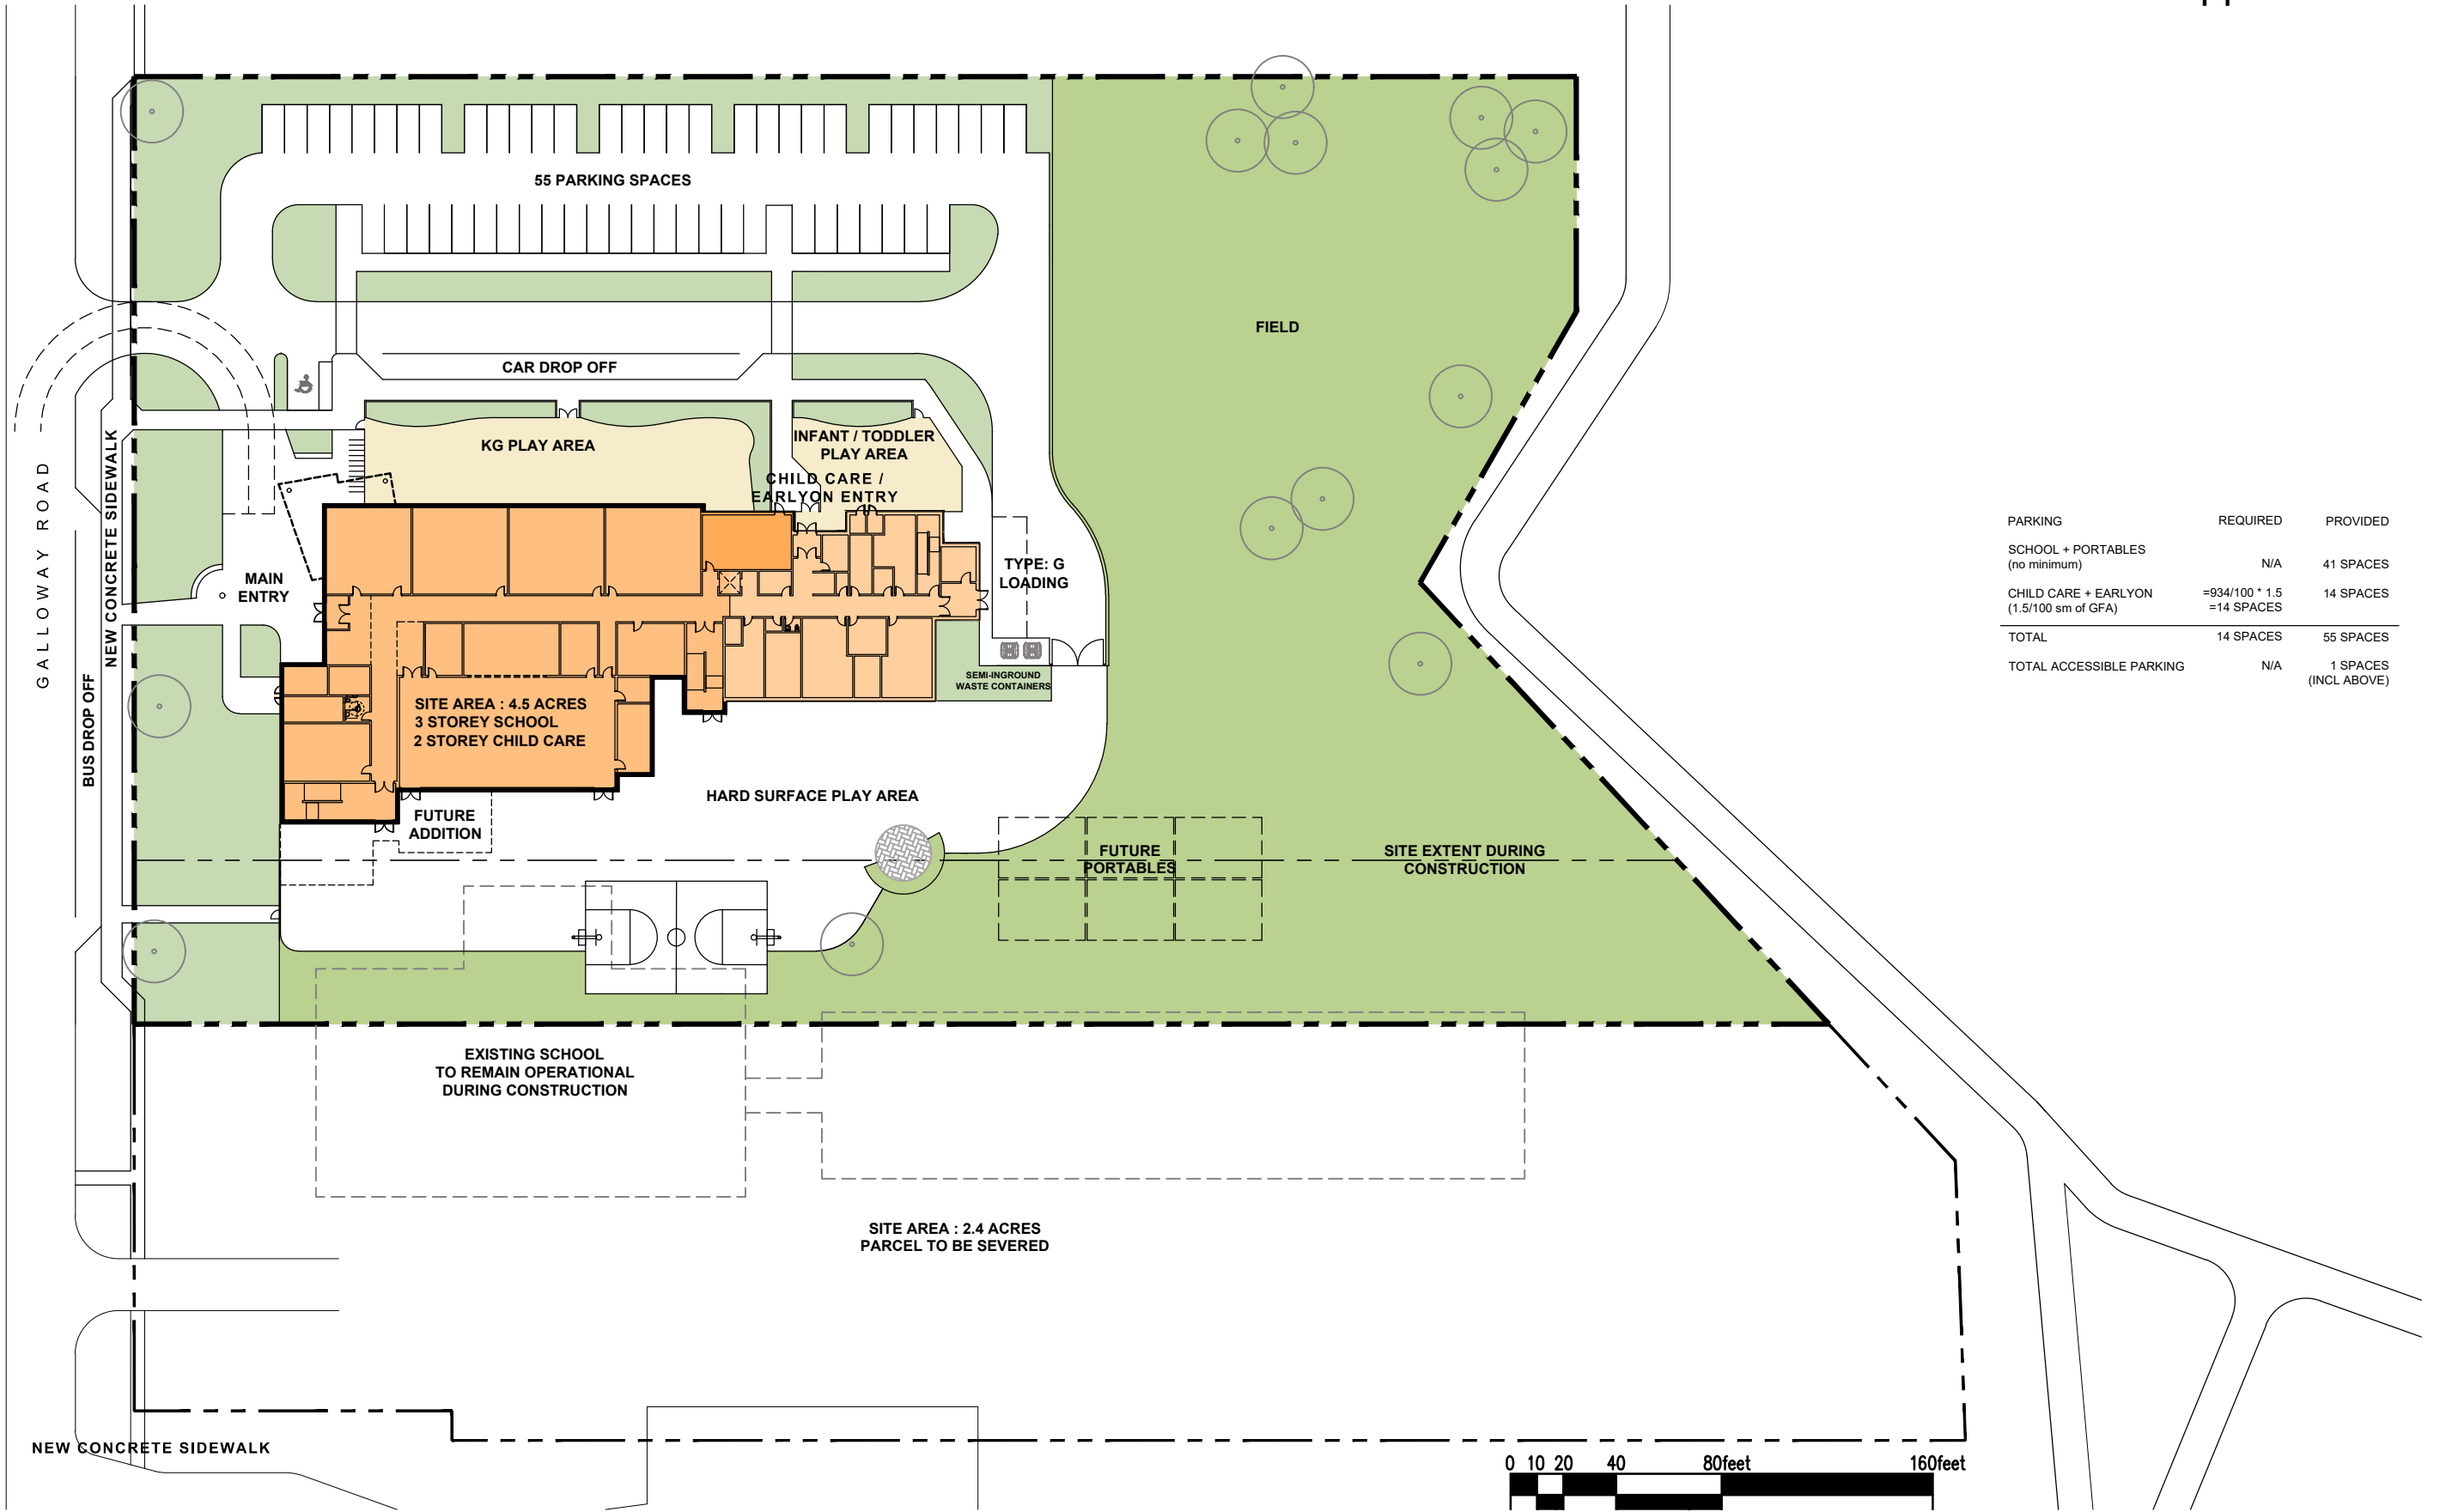 55 PARKING SPACES
FIELD
CAR DROP OFF
KG PLAY AREA
INFANT / TODDLER
PLAY AREA
CHILD CARE /
EARLYON ENTRY
GALLOWAY ROAD
NEW CONCRETE SIDEWALK
BUS DROP OFF
MAIN
ENTRY
TYPE: G
LOADING
SEMI-INGROUND
WASTE CONTAINERS
SITE AREA : 4.5 ACRES
3 STOREY SCHOOL
2 STOREY CHILD CARE
HARD SURFACE PLAY AREA
FUTURE
ADDITION
FUTURE
PORTABLES
SITE EXTENT DURING
CONSTRUCTION
PARKING REQUIRED PROVIDED
SCHOOL + PORTABLES
(no minimum) N/A 41 SPACES
CHILD CARE + EARLYON =934/100 * 1.5 14 SPACES
(1.5/100 sm of GFA) =14 SPACES
TOTAL 14 SPACES 55 SPACES
TOTAL ACCESSIBLE PARKING N/A 1 SPACES
(INCL ABOVE)
EXISTING SCHOOL
TO REMAIN OPERATIONAL
DURING CONSTRUCTION
SITE AREA : 2.4 ACRES
PARCEL TO BE SEVERED
NEW CONCRETE SIDEWALK
0 10 20 40 80feet 160feet